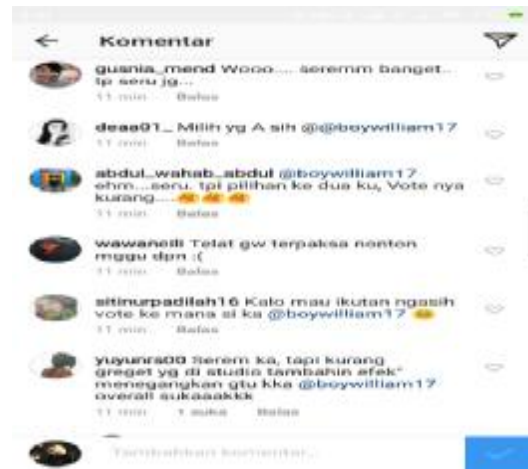 Komentar
gusnia_mend Wooo.... seremm banget..
tp seru jg...
11 min Balas
deaa01_ Milih yg A sih @@boywilliam17
11 min Balas
abdul_wahab_abdul @boywilliam17
ehm...seru. tpi pilihan ke dua ku, Vote nya
kurang....
11 min Balas
Telat gw terpaksa nonton
mggu dpn :(
11 min Balas
sitinurpadilah16 Kalo mau ikutan ngasih
vote ke mana si ka @boywilliam17
11 min Balas
yuyunrs00 Serem ka, tapi kurang
greget yg di studio tambahin efek"
menegangkan gtu kka @boywilliam17
overall sukaaakkk
11 min 1 suka Balas
Tambahkan komentar...